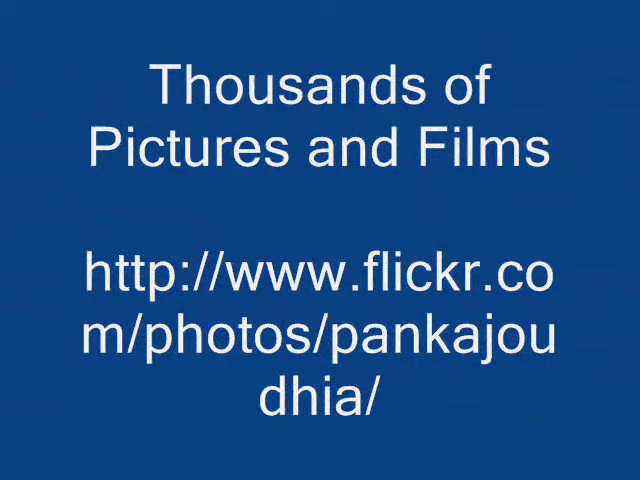 Thousands of
Pictures and Films
http://www.flickr.co
m/photos/pankajou
dhia/